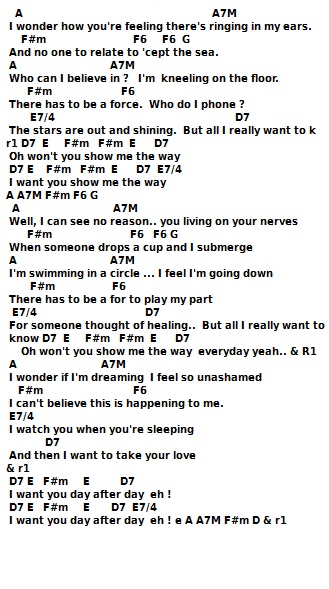 A A7M
I wonder how you're feeling there's ringing in my ears.
F#m F6 F6 G
And no one to relate to 'cept the sea.
A A7M
Who can I believe in ? I'm kneeling on the floor.
F#m F6
There has to be a force. Who do I phone ?
E7/4 D7
The stars are out and shining. But all I really want to k
r1 D7 E F#m F#m E D7
Oh won't you show me the way
D7 E F#m F#m E D7 E7/4
I want you show me the way
A A7M F#m F6 G
A A7M
Well, I can see no reason.. you living on your nerves
F#m F6 F6 G
When someone drops a cup and I submerge
A A7M
I'm swimming in a circle ... I feel I'm going down
F#m F6
There has to be a for to play my part
E7/4 D7
For someone thought of healing.. But all I really want to
know D7 E F#m F#m E D7
Oh won't you show me the way everyday yeah.. & R1
A A7M
I wonder if I'm dreaming I feel so unashamed
F#m F6
I can't believe this is happening to me.
E7/4
I watch you when you're sleeping
D7
And then I want to take your love
& r1
D7 E F#m E D7
I want you day after day eh !
D7 E F#m E D7 E7/4
I want you day after day eh ! e A A7M F#m D & r1